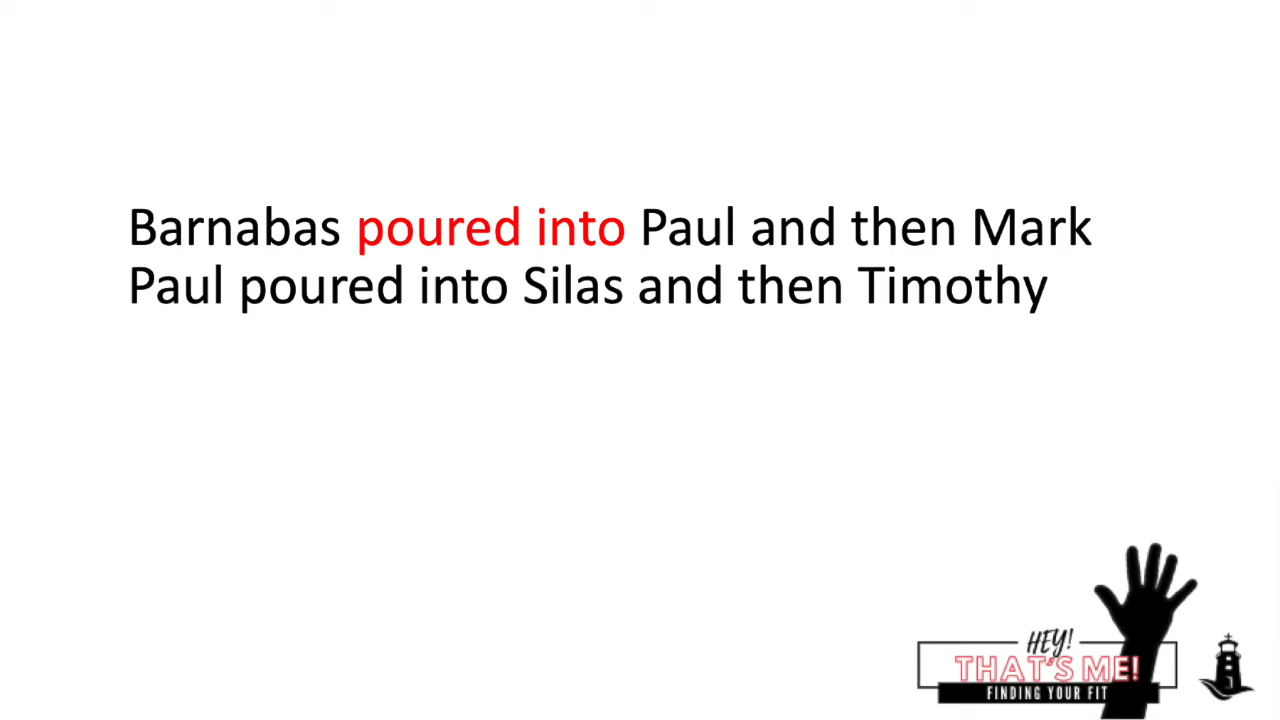 Barnabas poured into Paul and then Mark
Paul poured into Silas and then Timothy
HEY!
THAT'S ME!
FINDING YOUR FIT